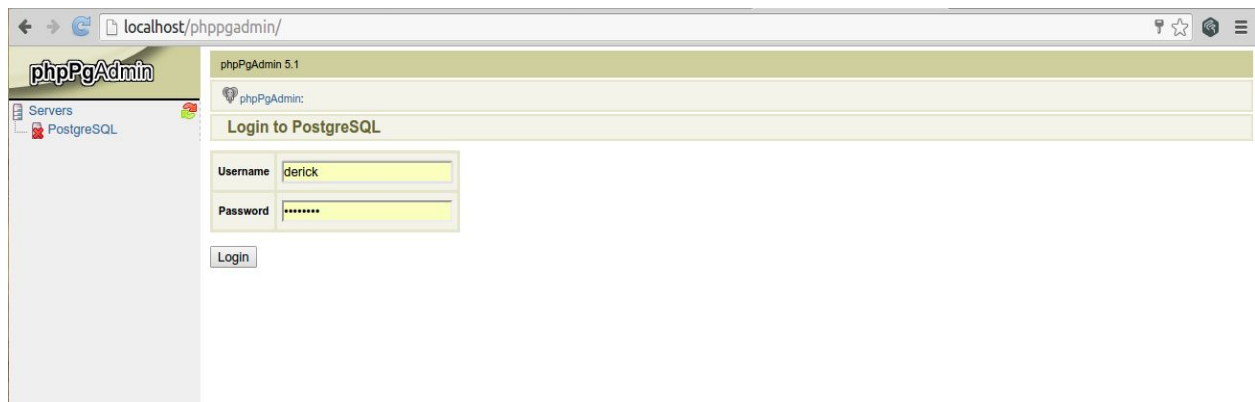 localhost/phppgadmin/
phpPgAdmin
Servers
PostgreSQL
phpPgAdmin 5.1
phpPgAdmin:
Login to PostgreSQL
Username derick
Password ••••••••
Login